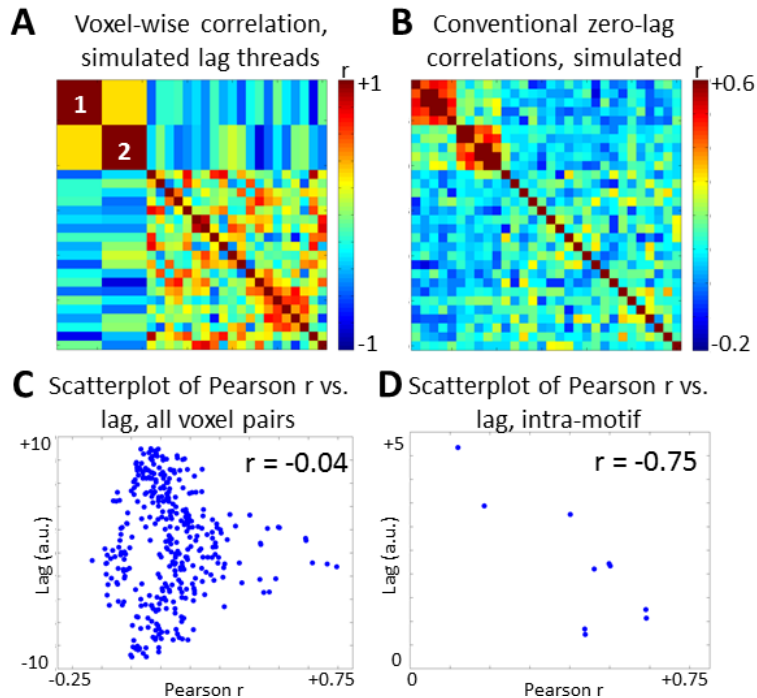 A Voxel-wise correlation,
simulated lag threads
r
+1
1
2
-1
B Conventional zero-lag
correlations, simulated
r
+0.6
-0.2
C Scatterplot of Pearson r vs.
lag, all voxel pairs
+10
r = -0.04
Lag (a.u.)
-10
-0.25
Pearson r
+0.75
D Scatterplot of Pearson r vs.
lag, intra-motif
+5
r = -0.75
Lag (a.u.)
0
0
Pearson r
+0.75